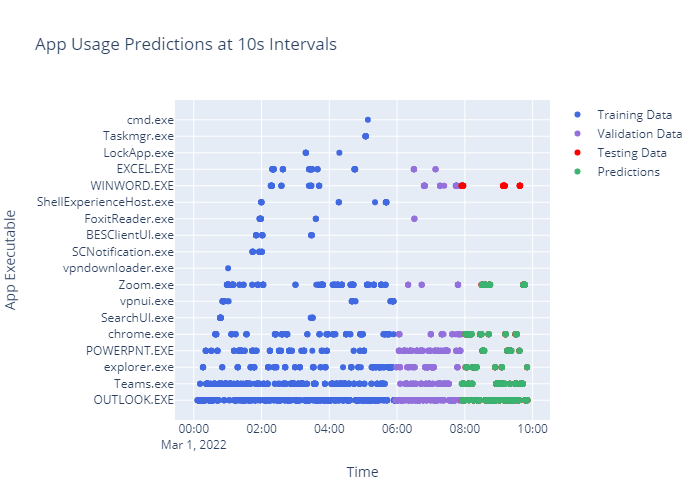 App Usage Predictions at 10s Intervals
Training Data
Validation Data
Testing Data
Predictions
App Executable
cmd.exe
Taskmgr.exe
LockApp.exe
EXCEL.EXE
WINWORD.EXE
ShellExperienceHost.exe
FoxitReader.exe
BESClientUI.exe
SCNotification.exe
vpndownloader.exe
Zoom.exe
vpnui.exe
SearchUI.exe
chrome.exe
POWERPNT.EXE
explorer.exe
Teams.exe
OUTLOOK.EXE
00:00 02:00 04:00 06:00 08:00 10:00
Mar 1, 2022
Time